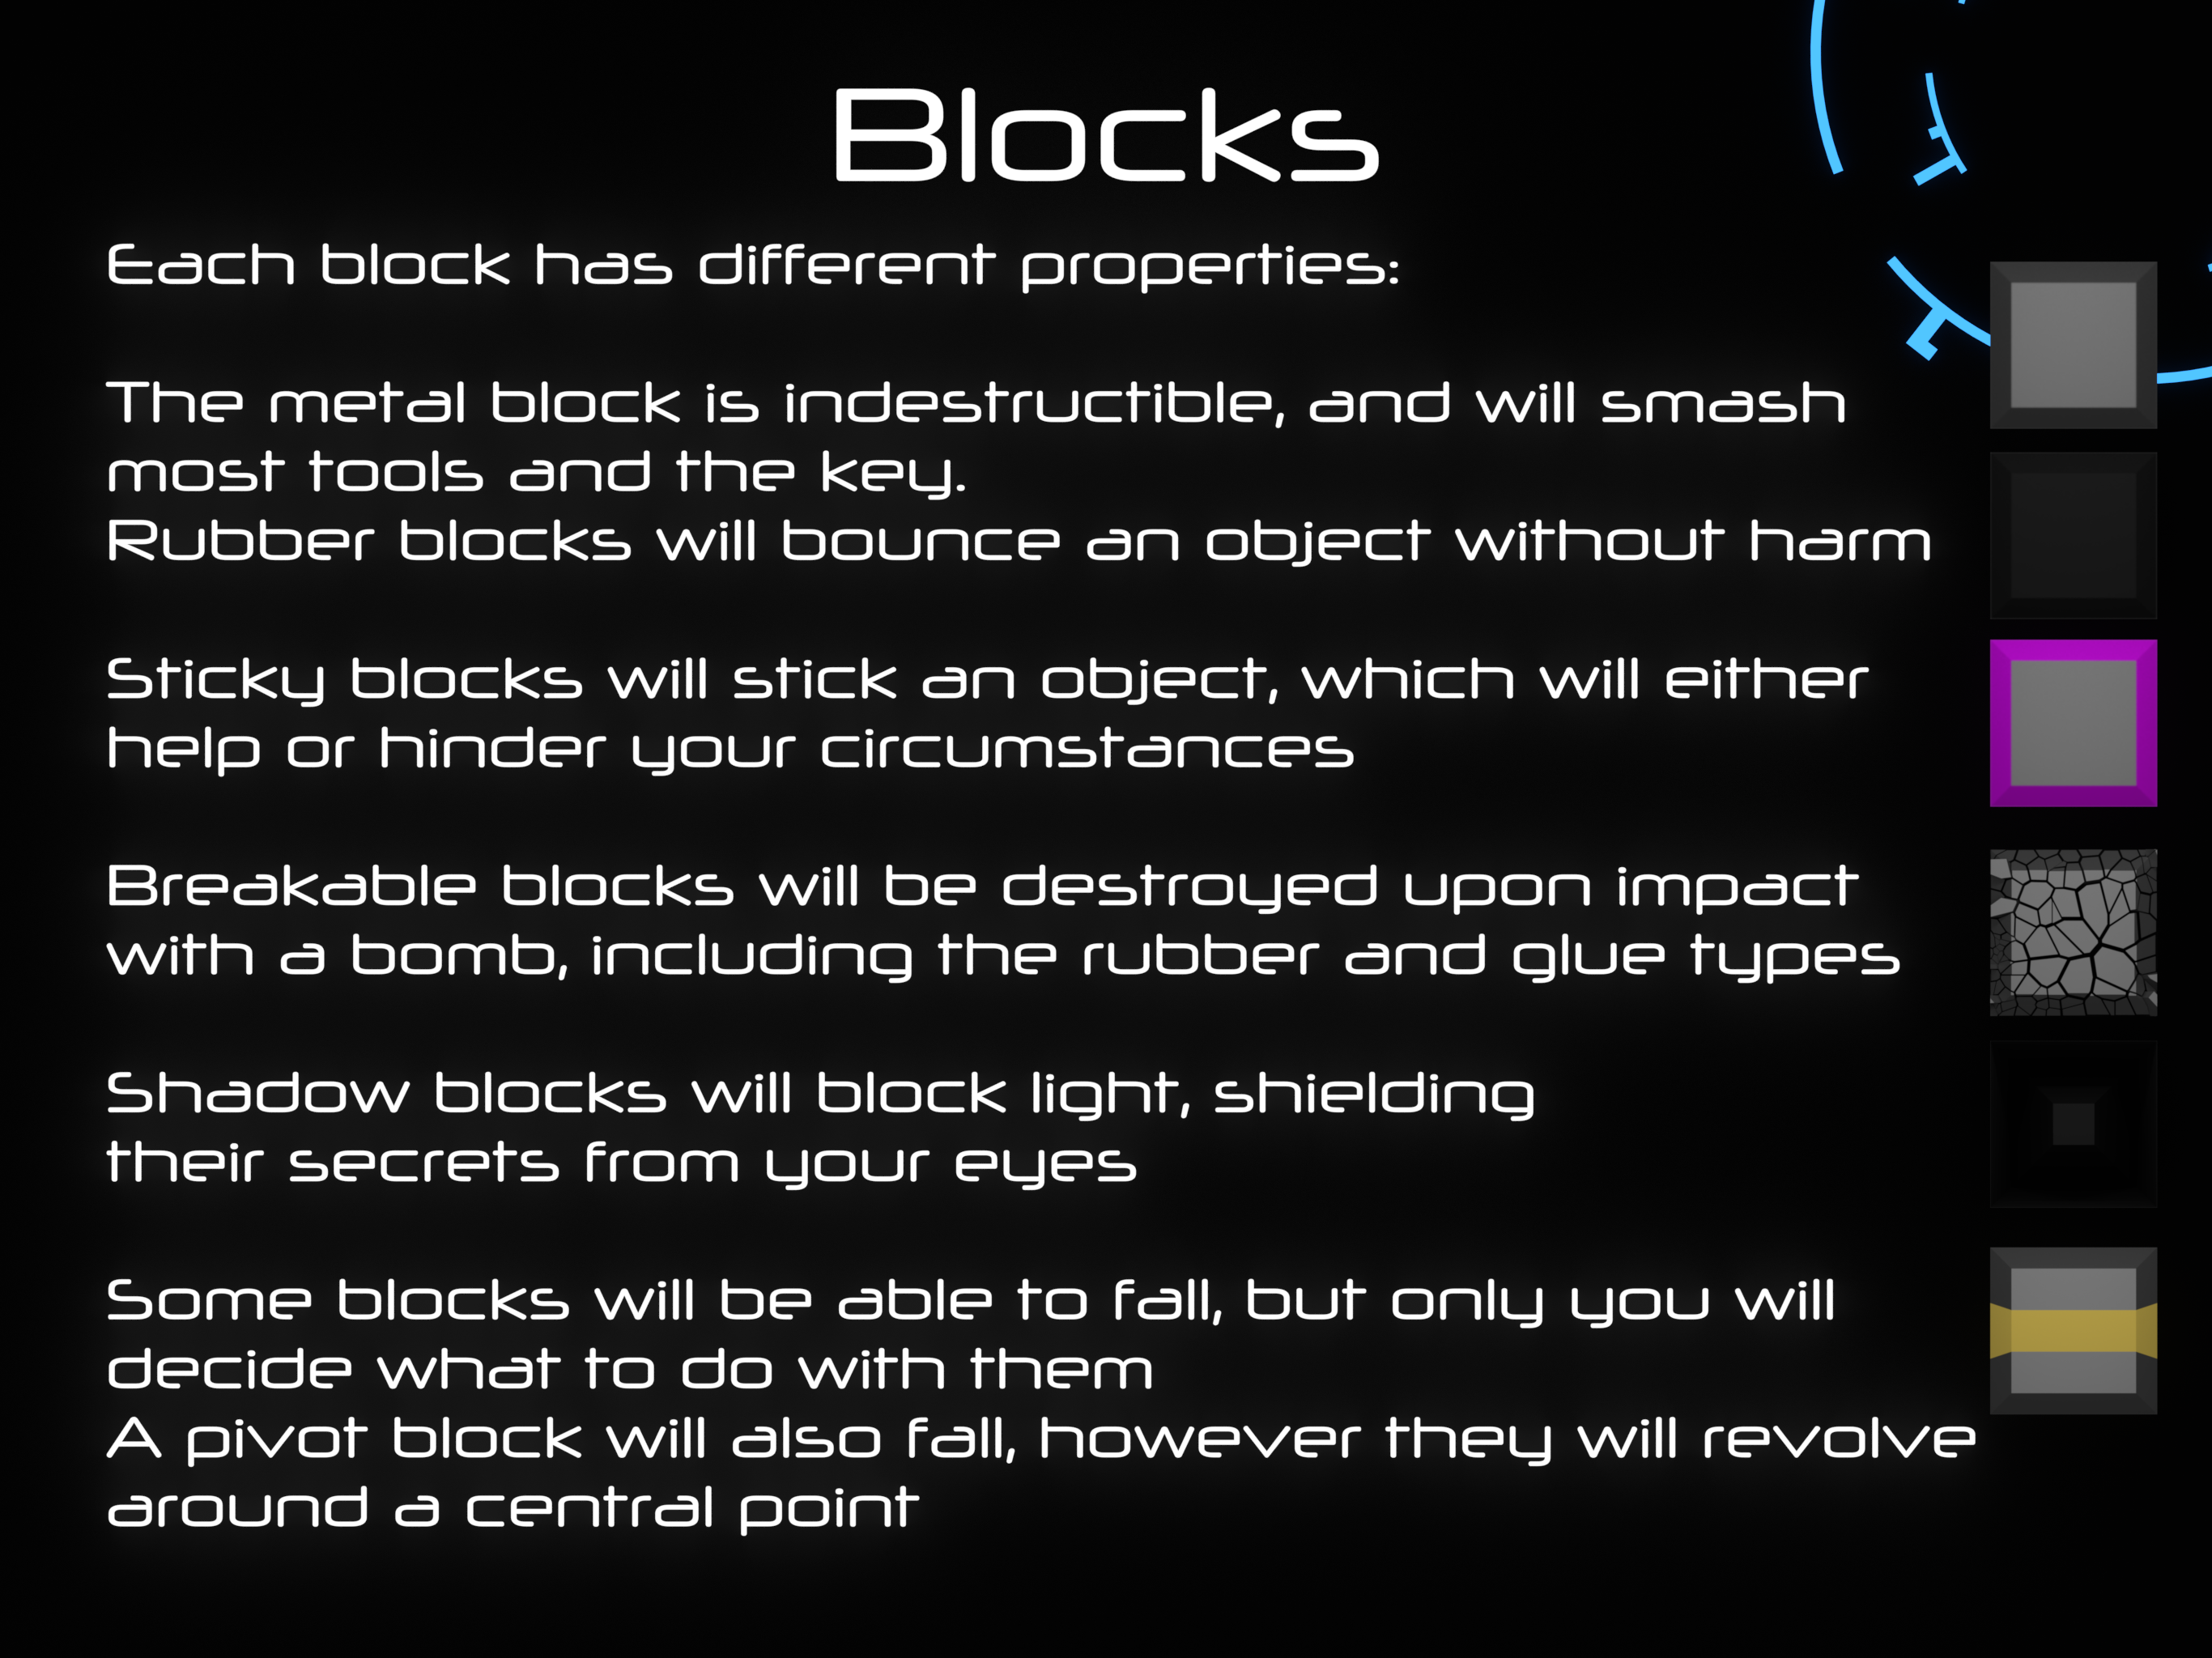 Blocks
Each block has different properties:
The metal block is indestructible, and will smash
most tools and the key.
Rubber blocks will bounce an object without harm
Sticky blocks will stick an object, which will either
help or hinder your circumstances
Breakable blocks will be destroyed upon impact
with a bomb, including the rubber and glue types
Shadow blocks will block light, shielding
their secrets from your eyes
Some blocks will be able to fall, but only you will
decide what to do with them
A pivot block will also fall, however they will revolve
around a central point